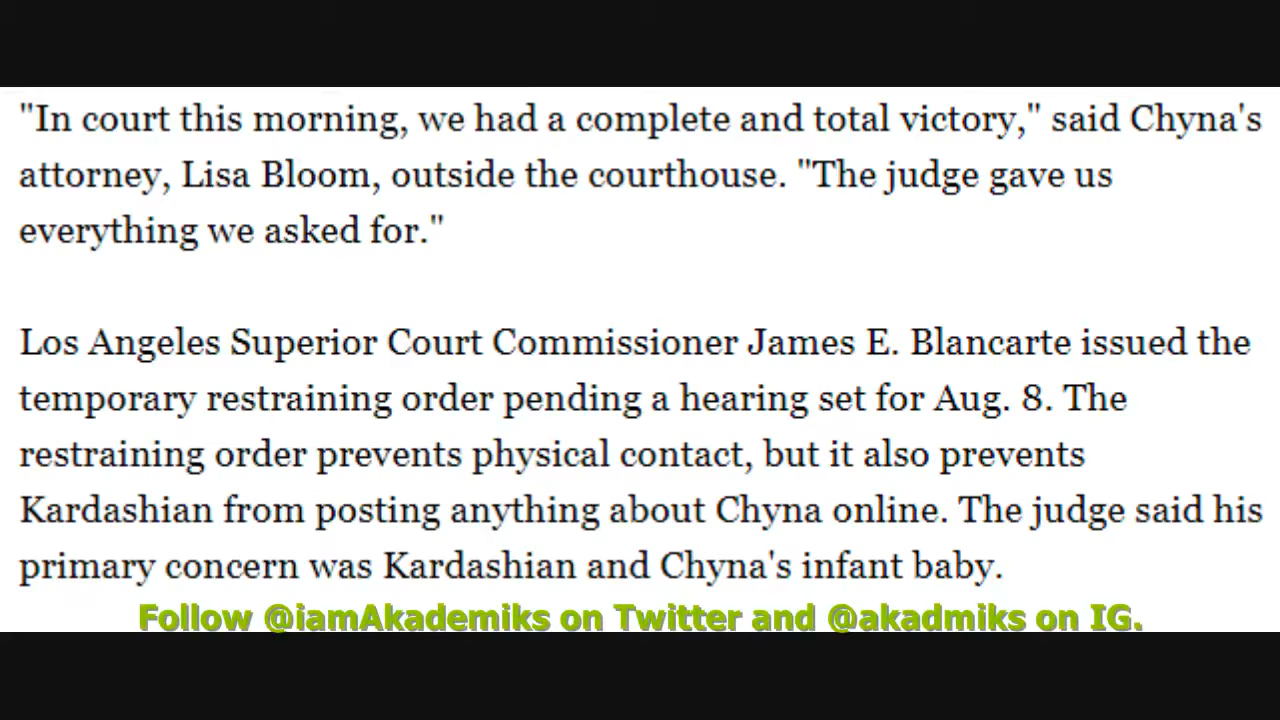 "In court this morning, we had a complete and total victory," said Chyna's
attorney, Lisa Bloom, outside the courthouse. "The judge gave us
everything we asked for."
Los Angeles Superior Court Commissioner James E. Blancarte issued the
temporary restraining order pending a hearing set for Aug. 8. The
restraining order prevents physical contact, but it also prevents
Kardashian from posting anything about Chyna online. The judge said his
primary concern was Kardashian and Chyna's infant baby.
Follow @iamAkademiks on Twitter and @akadmiks on IG.